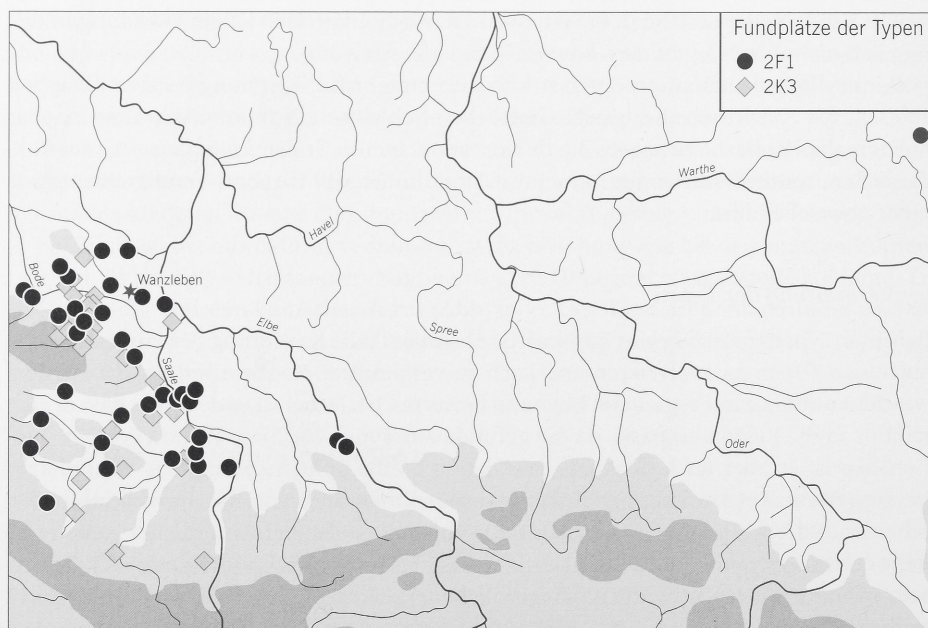 Fundplätze der Typen
2F1
2K3
Warthe
Havel
Bode
Wanzleben
Elbe
Spree
Saale
Oder